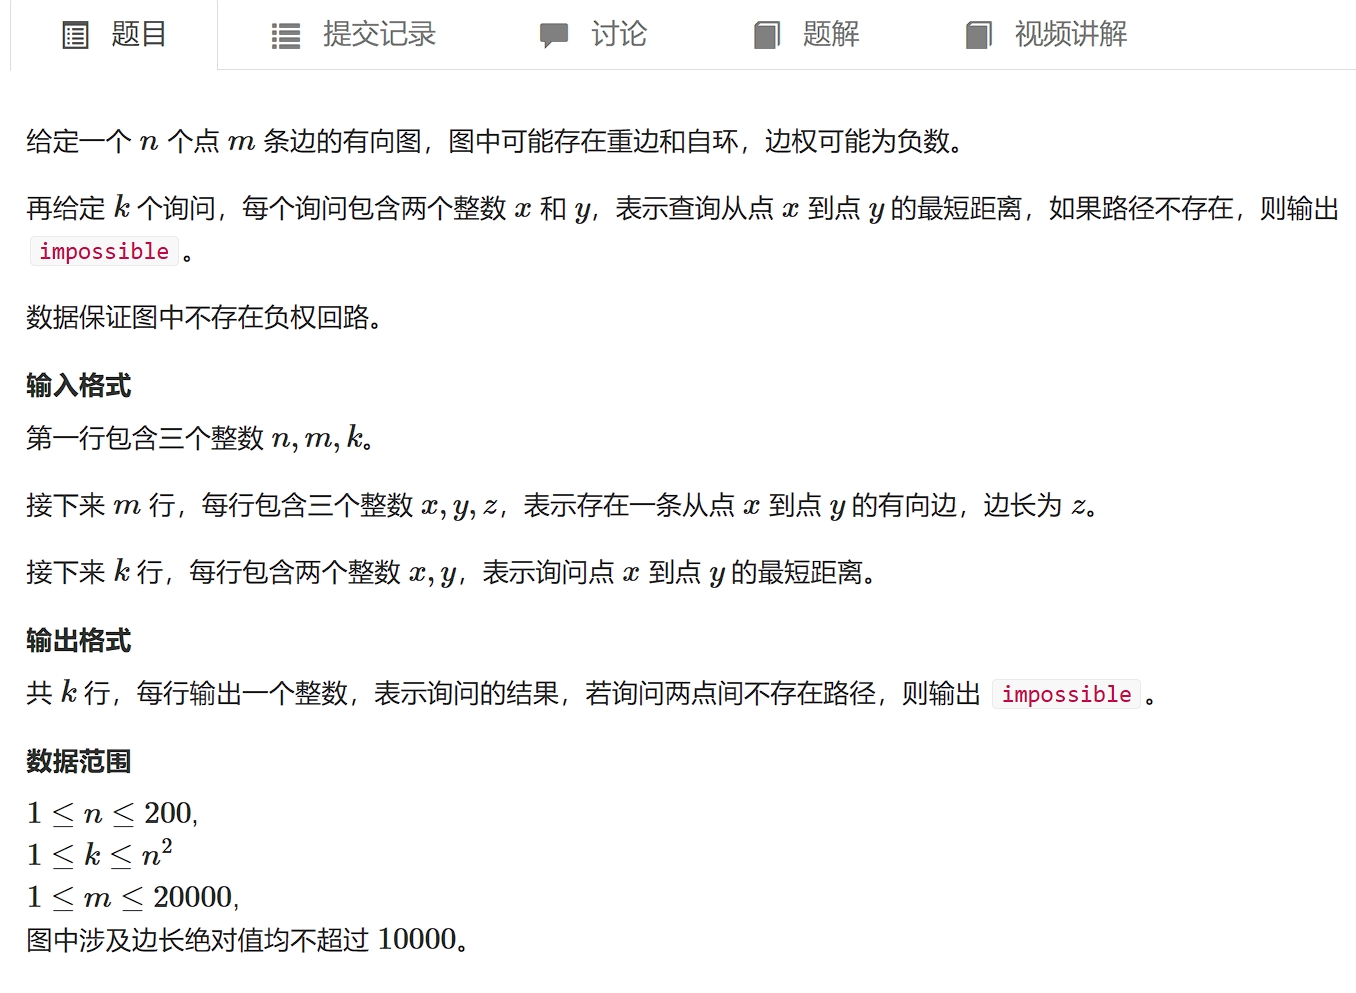 题目 提交记录 讨论 题解 视频讲解
给定一个 n 个点 m 条边的有向图，图中可能存在重边和自环，边权可能为负数。
再给定 k 个询问，每个询问包含两个整数 x 和 y，表示查询从点 x 到点 y 的最短距离，如果路径不存在，则输出
impossible 。
数据保证图中不存在负权回路。
输入格式
第一行包含三个整数 n, m, k。
接下来 m 行，每行包含三个整数 x, y, z，表示存在一条从点 x 到点 y 的有向边，边长为 z。
接下来 k 行，每行包含两个整数 x, y，表示询问点 x 到点 y 的最短距离。
输出格式
共 k 行，每行输出一个整数，表示询问的结果，若询问两点间不存在路径，则输出 impossible 。
数据范围
1 ≤ n ≤ 200,
1 ≤ k ≤ n²
1 ≤ m ≤ 20000,
图中涉及边长绝对值均不超过 10000。